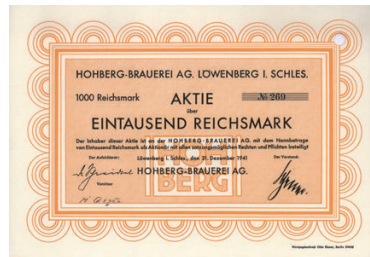 HOHBERG-BRAUEREI AG. LÖWENBERG I. SCHLES.
1000 Reichsmark AKTIE № 269
über
EINTAUSEND REICHSMARK
Der Inhaber dieser Aktie ist an der HOHBERG-BRAUEREI AG. mit dem Nennbetrage
von Eintausend Reichsmark als Aktionär mit allen satzungsmäßigen Rechten und Pflichten beteiligt
Löwenberg i. Schles., den 31. Dezember 1941
Der Aufsichtsrat: HOHBERG-BRAUEREI AG. Der Vorstand:
Vorsitzer
HOH
BERG